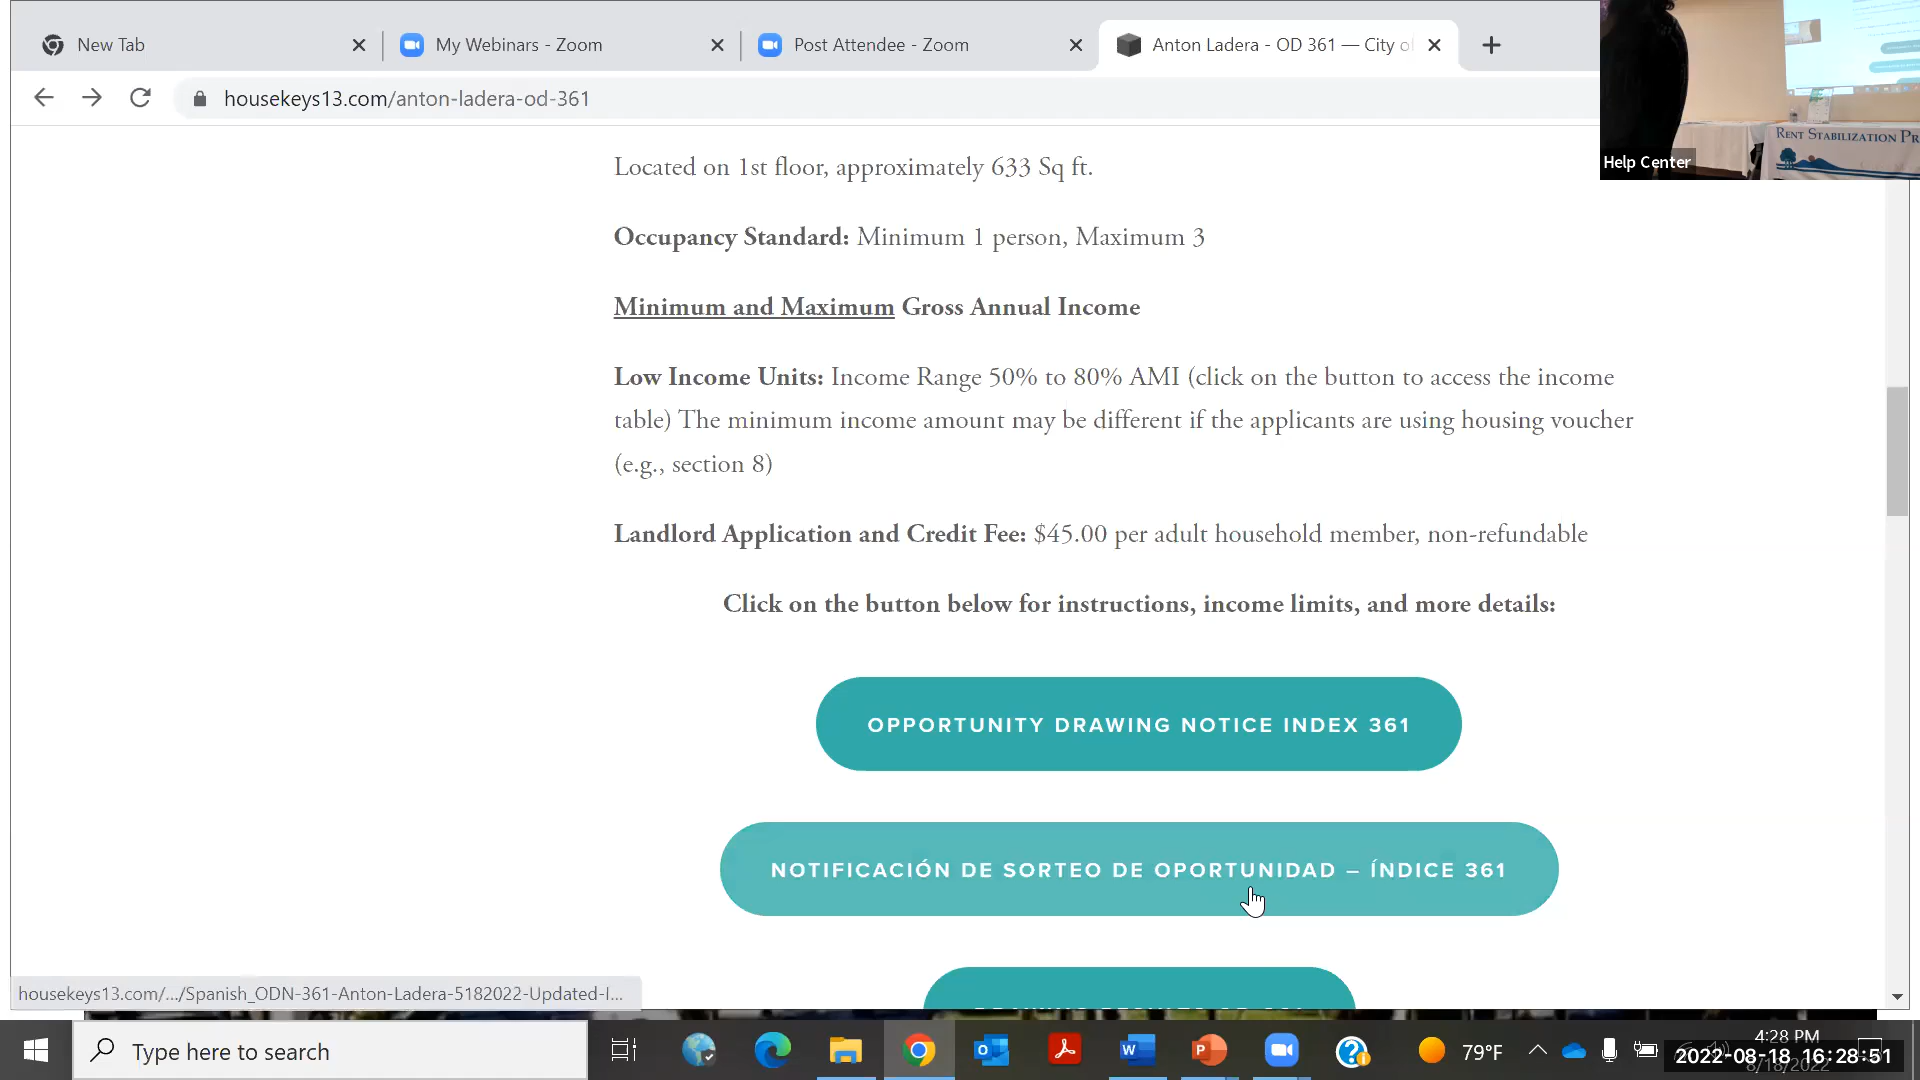 New Tab
My Webinars - Zoom
Post Attendee - Zoom
Anton Ladera - OD 361 — City o
housekeys13.com/anton-ladera-od-361
RENT STABILIZATION PR
Help Center
Located on 1st floor, approximately 633 Sq ft.
Occupancy Standard: Minimum 1 person, Maximum 3
Minimum and Maximum Gross Annual Income
Low Income Units: Income Range 50% to 80% AMI (click on the button to access the income
table) The minimum income amount may be different if the applicants are using housing voucher
(e.g., section 8)
Landlord Application and Credit Fee: $45.00 per adult household member, non-refundable
Click on the button below for instructions, income limits, and more details:
OPPORTUNITY DRAWING NOTICE INDEX 361
NOTIFICACIÓN DE SORTEO DE OPORTUNIDAD – ÍNDICE 361
housekeys13.com/.../Spanish_ODN-361-Anton-Ladera-5182022-Updated-I...
Type here to search
79°F
4:28 PM
2022-08-18 16:28:51
8/18/2022